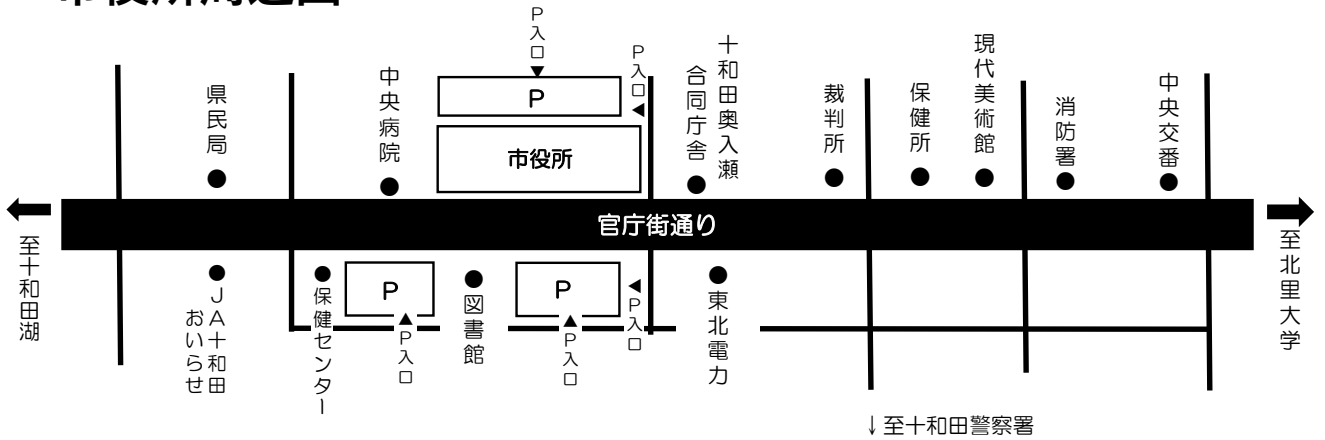 市役所周辺図
P入口
P入口
P
市役所
県民局
中央病院
十和田奥入瀬
合同庁舎
裁判所
保健所
現代美術館
消防署
中央交番
官庁街通り
至十和田湖
至北里大学
JA十和田
おいらせ
保健センター
P
P入口
図書館
P
P入口
P入口
東北電力
↓至十和田警察署